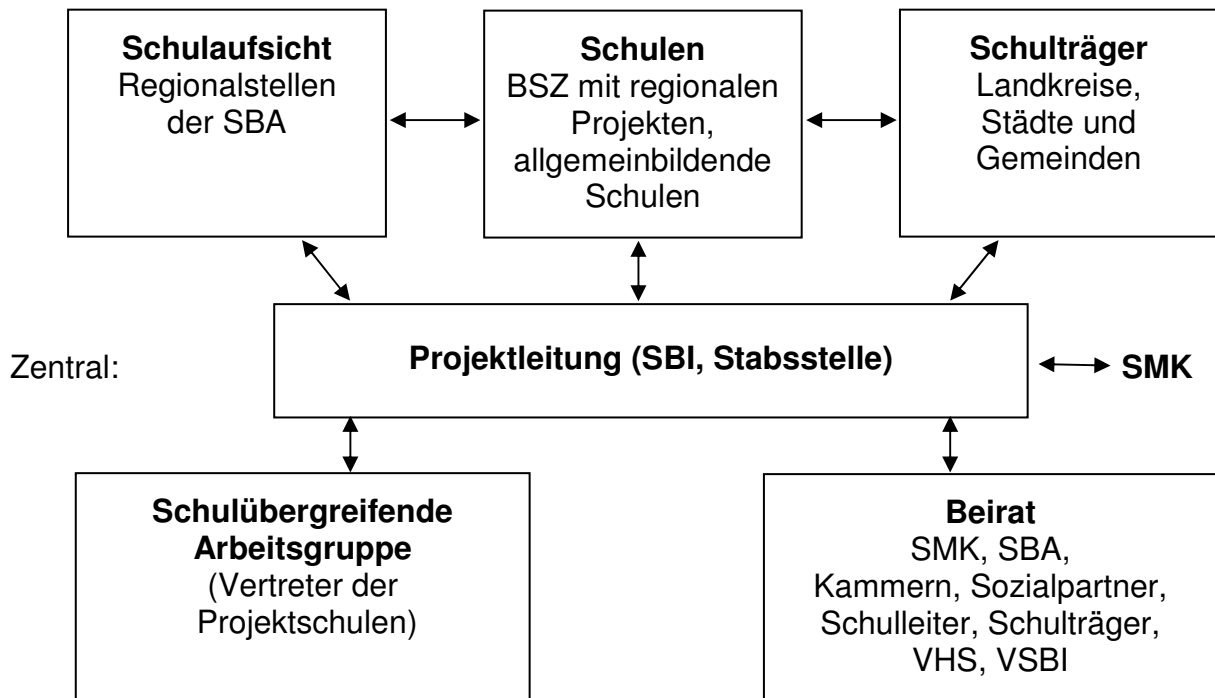 Schulaufsicht
Regionalstellen
der SBA
Schulen
BSZ mit regionalen
Projekten,
allgemeinbildende
Schulen
Schulträger
Landkreise,
Städte und
Gemeinden
Zentral:
Projektleitung (SBI, Stabsstelle)
SMK
Schulübergreifende
Arbeitsgruppe
(Vertreter der
Projektschulen)
Beirat
SMK, SBA,
Kammern, Sozialpartner,
Schulleiter, Schulträger,
VHS, VSBI